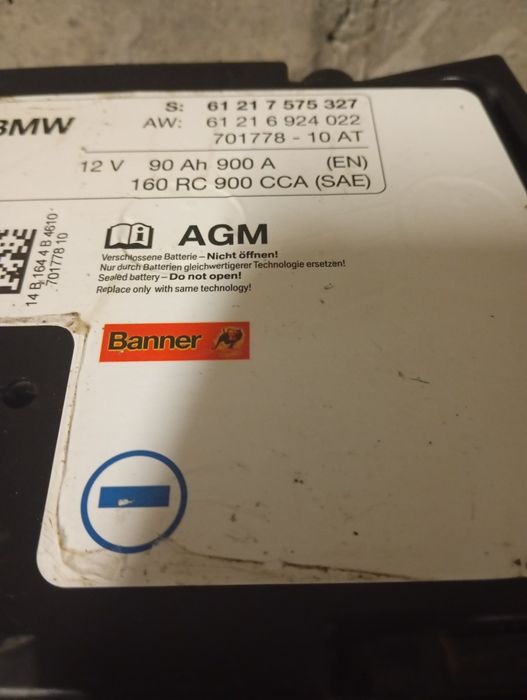 BMW
S: 61 21 7 575 327
AW: 61 21 6 924 022
701778 - 10 AT
12 V 90 Ah 900 A (EN)
160 RC 900 CCA (SAE)
14 B 164 4 B 4610-
70177810
AGM
Verschlossene Batterie – Nicht öffnen!
Nur durch Batterien gleichwertigerer Technologie ersetzen!
Sealed battery – Do not open!
Replace only with same technology!
Banner